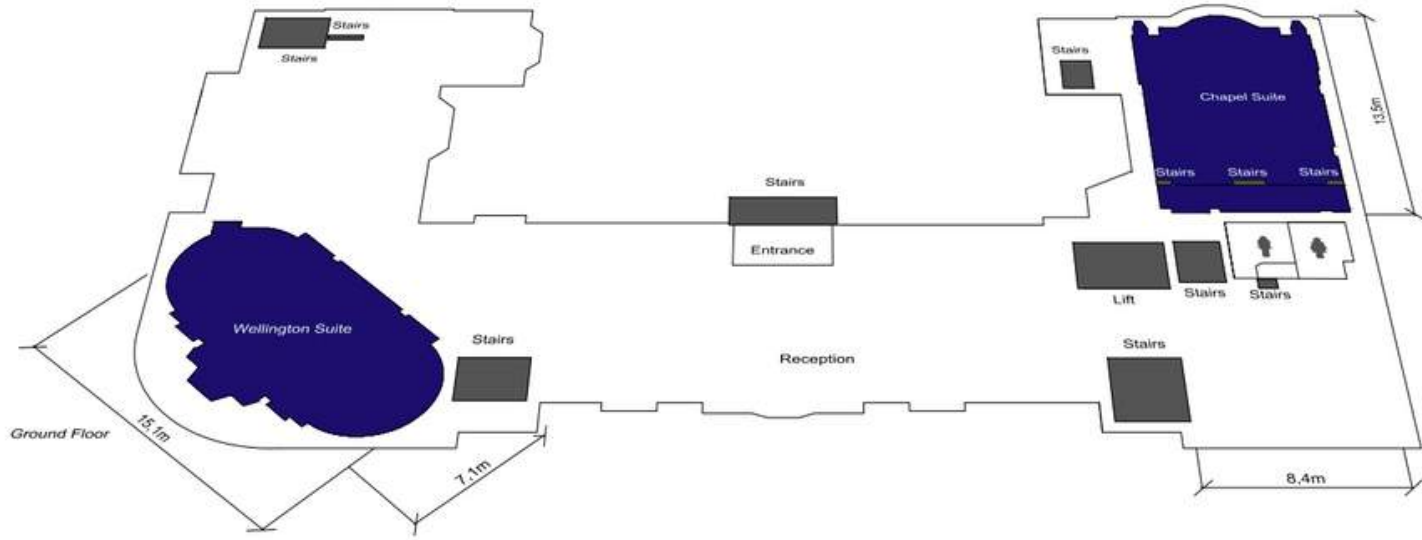 Stairs
Stairs
Stairs
Chapel Suite
13,5m
Stairs
Stairs
Stairs
Stairs
Entrance
Lift
Stairs
Stairs
Wellington Suite
Stairs
Reception
Stairs
15,1m
Ground Floor
7,1m
8,4m